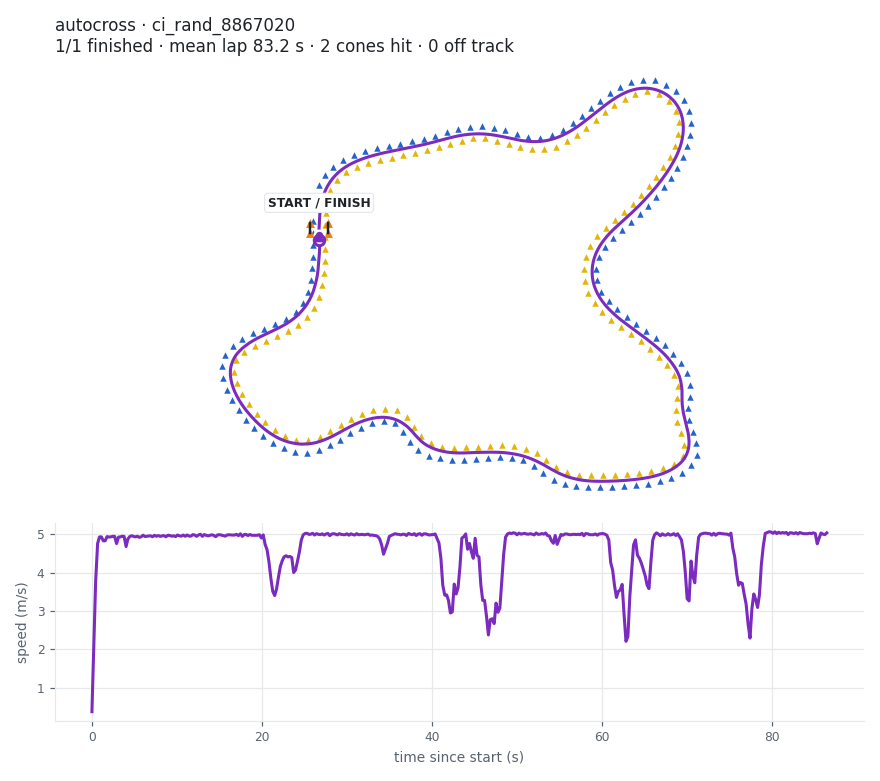 autocross · ci_rand_8867020
1/1 finished · mean lap 83.2 s · 2 cones hit · 0 off track
START / FINISH
5
4
3
2
1
speed (m/s)
0 20 40 60 80
time since start (s)